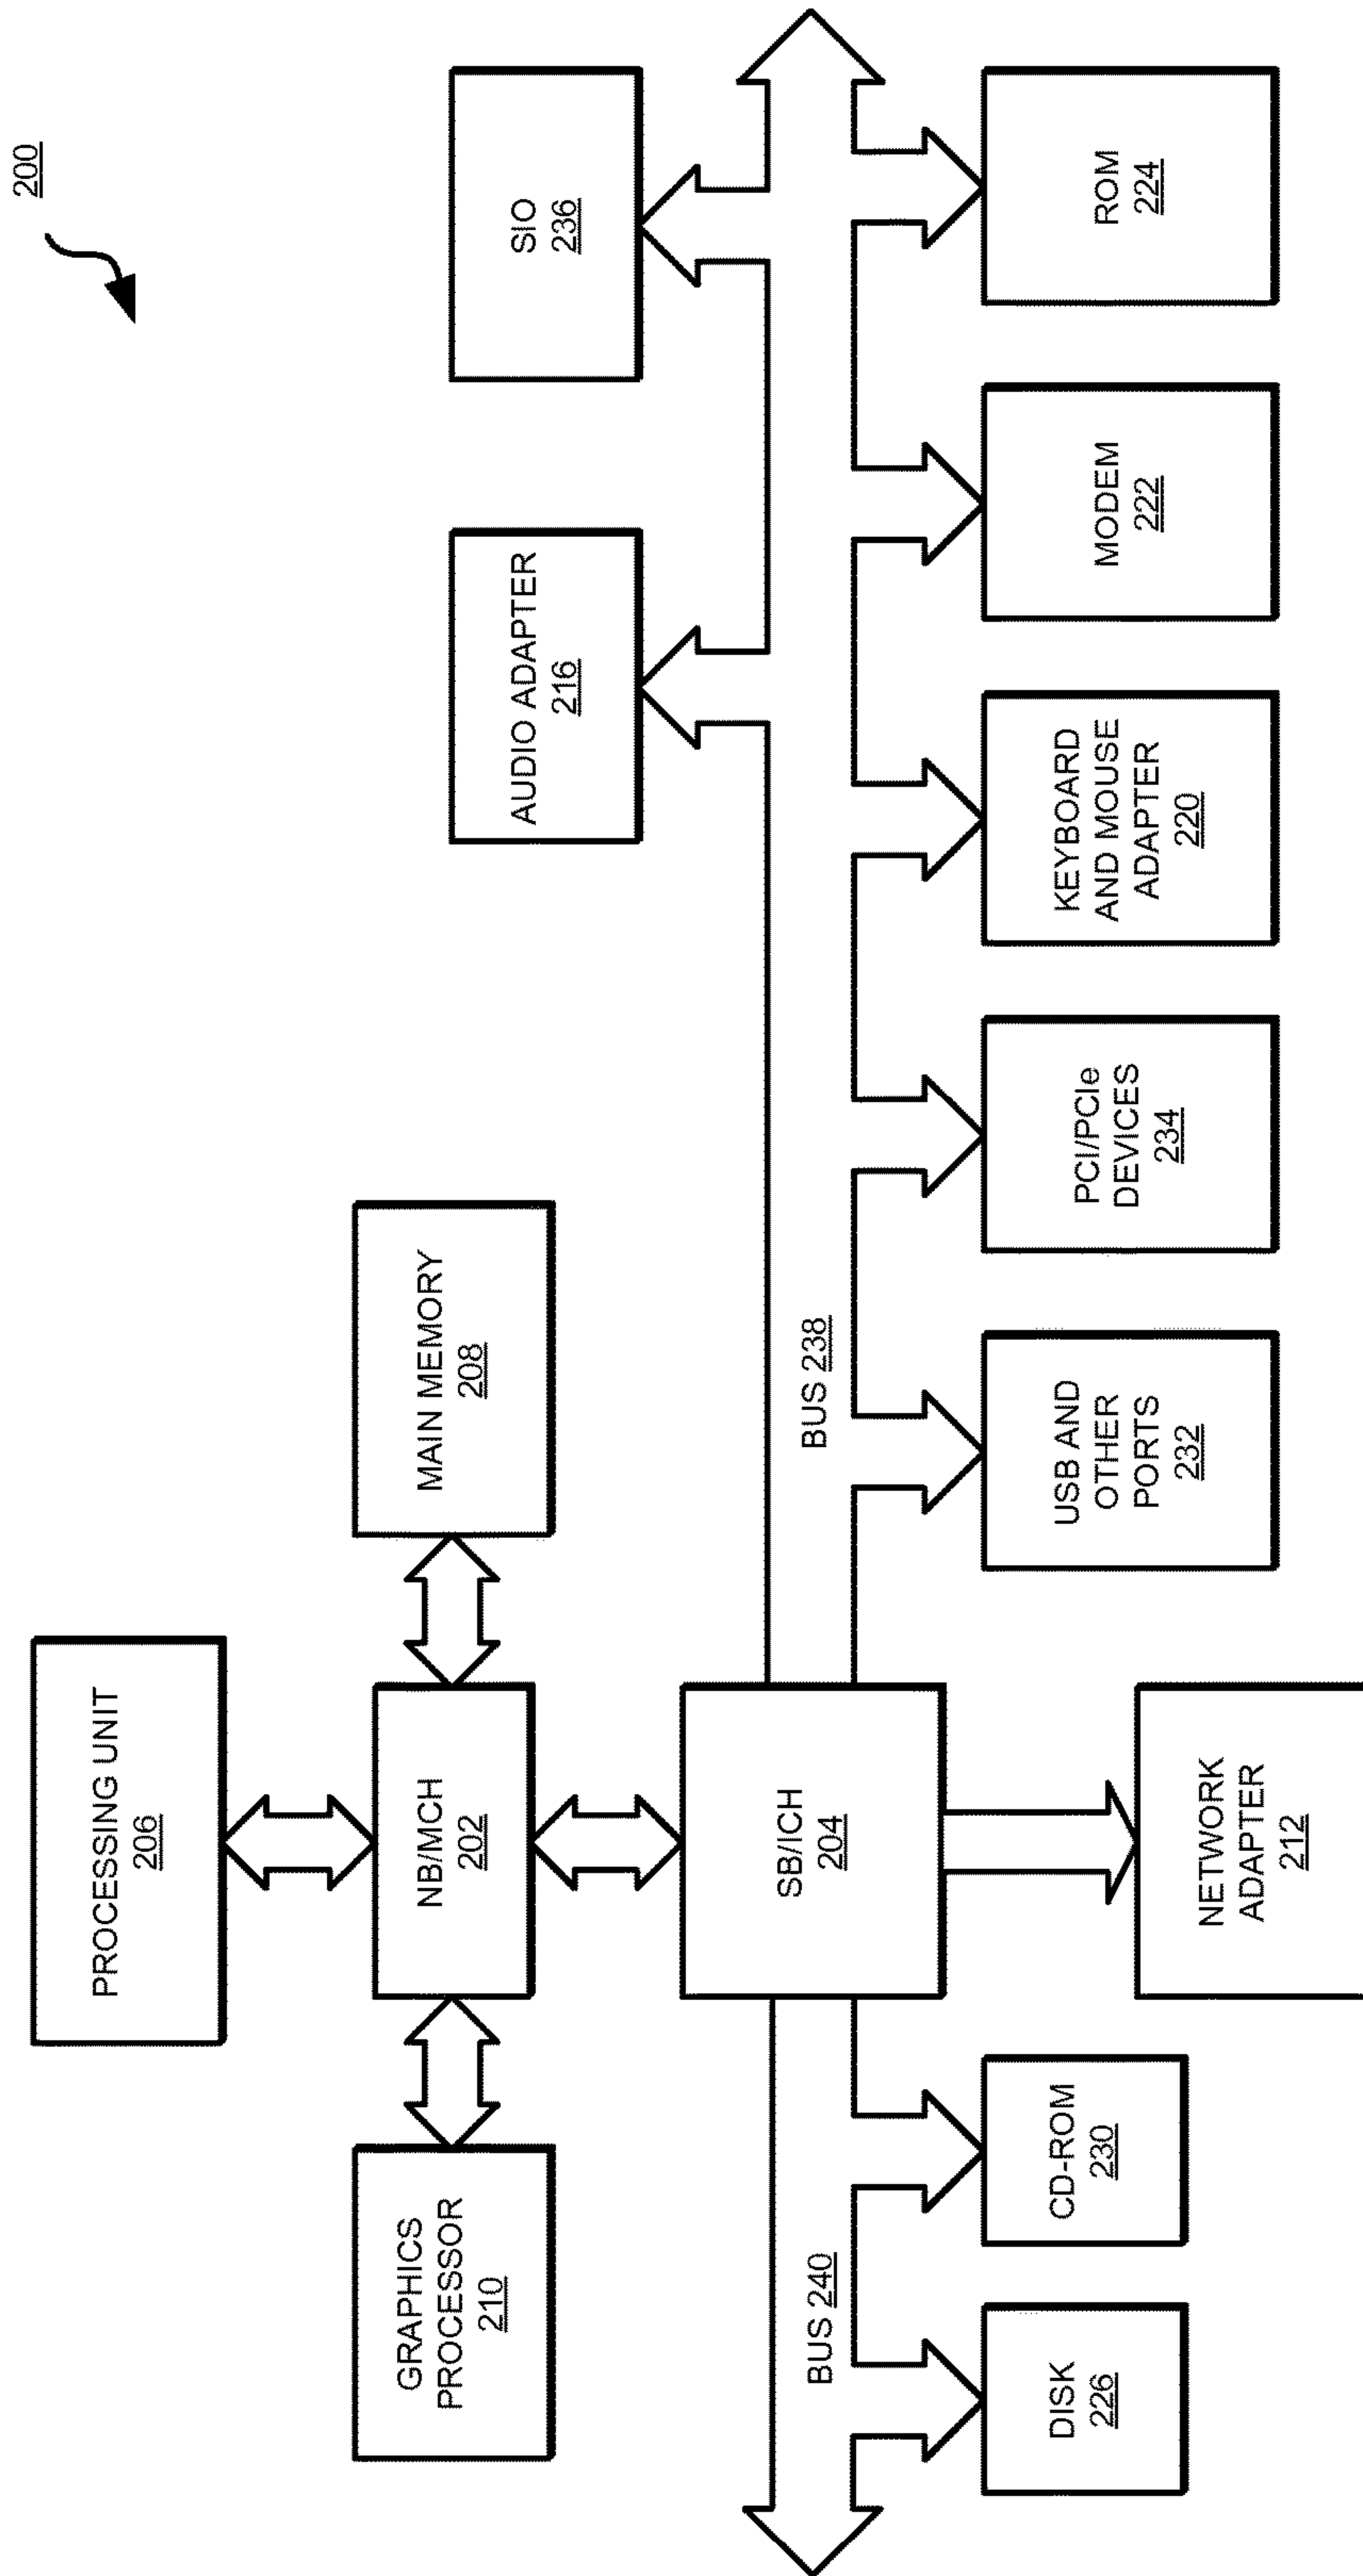 200
PROCESSING UNIT
206
GRAPHICS
PROCESSOR
210
NB/MCH
202
MAIN MEMORY
208
AUDIO ADAPTER
216
SIO
236
SB/ICH
204
BUS 240
BUS 238
DISK
226
CD-ROM
230
NETWORK
ADAPTER
212
USB AND
OTHER
PORTS
232
PCI/PCIe
DEVICES
234
KEYBOARD
AND MOUSE
ADAPTER
220
MODEM
222
ROM
224